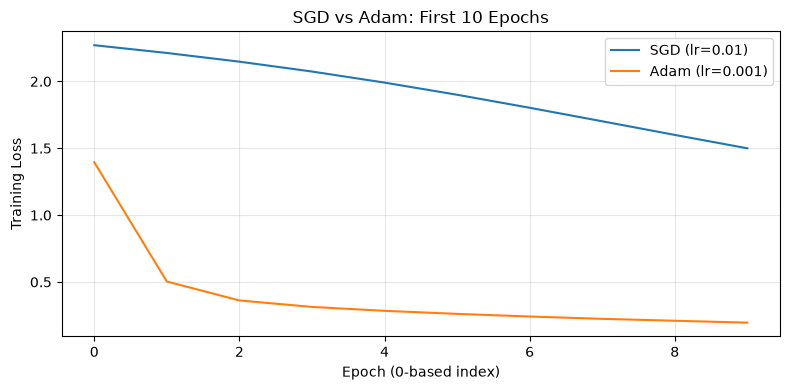 SGD vs Adam: First 10 Epochs
SGD (lr=0.01)
Adam (lr=0.001)
Training Loss
2.0
1.5
1.0
0.5
0 2 4 6 8
Epoch (0-based index)